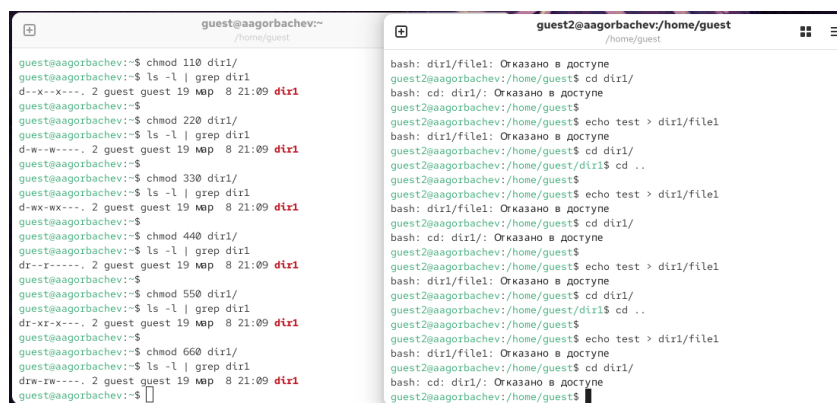 guest@aagorbachev:~
/home/guest
guest@aagorbachev:~$ chmod 110 dir1/
guest@aagorbachev:~$ ls -l | grep dir1
d--x--x---. 2 guest guest 19 мар  8 21:09 dir1
guest@aagorbachev:~$
guest@aagorbachev:~$ chmod 220 dir1/
guest@aagorbachev:~$ ls -l | grep dir1
d-w--w----. 2 guest guest 19 мар  8 21:09 dir1
guest@aagorbachev:~$
guest@aagorbachev:~$ chmod 330 dir1/
guest@aagorbachev:~$ ls -l | grep dir1
d-wx-wx---. 2 guest guest 19 мар  8 21:09 dir1
guest@aagorbachev:~$
guest@aagorbachev:~$ chmod 440 dir1/
guest@aagorbachev:~$ ls -l | grep dir1
dr--r-----. 2 guest guest 19 мар  8 21:09 dir1
guest@aagorbachev:~$
guest@aagorbachev:~$ chmod 550 dir1/
guest@aagorbachev:~$ ls -l | grep dir1
dr-xr-x---. 2 guest guest 19 мар  8 21:09 dir1
guest@aagorbachev:~$
guest@aagorbachev:~$ chmod 660 dir1/
guest@aagorbachev:~$ ls -l | grep dir1
drw-rw----. 2 guest guest 19 мар  8 21:09 dir1
guest@aagorbachev:~$
guest2@aagorbachev:/home/guest
/home/guest
bash: dir1/file1: Отказано в доступе
guest2@aagorbachev:/home/guest$ cd dir1/
bash: cd: dir1/: Отказано в доступе
guest2@aagorbachev:/home/guest$
guest2@aagorbachev:/home/guest$ echo test > dir1/file1
bash: dir1/file1: Отказано в доступе
guest2@aagorbachev:/home/guest$ cd dir1/
guest2@aagorbachev:/home/guest/dir1$ cd ..
guest2@aagorbachev:/home/guest$
guest2@aagorbachev:/home/guest$ echo test > dir1/file1
bash: dir1/file1: Отказано в доступе
guest2@aagorbachev:/home/guest$ cd dir1/
bash: cd: dir1/: Отказано в доступе
guest2@aagorbachev:/home/guest$
guest2@aagorbachev:/home/guest$ echo test > dir1/file1
bash: dir1/file1: Отказано в доступе
guest2@aagorbachev:/home/guest$ cd dir1/
guest2@aagorbachev:/home/guest/dir1$ cd ..
guest2@aagorbachev:/home/guest$
guest2@aagorbachev:/home/guest$ echo test > dir1/file1
bash: dir1/file1: Отказано в доступе
guest2@aagorbachev:/home/guest$ cd dir1/
bash: cd: dir1/: Отказано в доступе
guest2@aagorbachev:/home/guest$